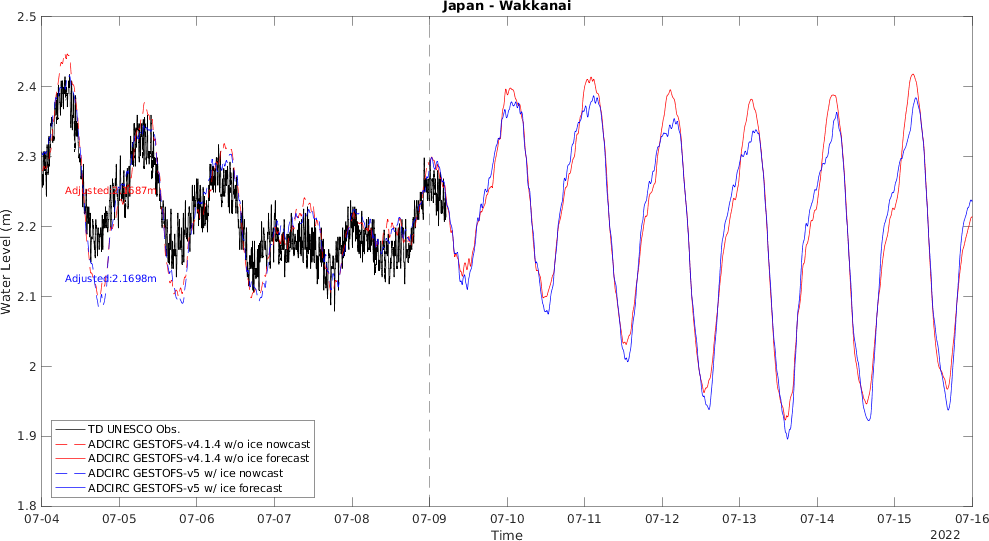 Japan - Wakkanai
2.5
2.4
2.3
2.2
2.1
2
1.9
1.8
Water Level (m)
Adjusted:2.1698m
TD UNESCO Obs.
ADCIRC GESTOFS-v4.1.4 w/o ice nowcast
ADCIRC GESTOFS-v4.1.4 w/o ice forecast
ADCIRC GESTOFS-v5 w/ ice nowcast
ADCIRC GESTOFS-v5 w/ ice forecast
07-04 07-05 07-06 07-07 07-08 07-09 07-10 07-11 07-12 07-13 07-14 07-15 07-16
Time
2022